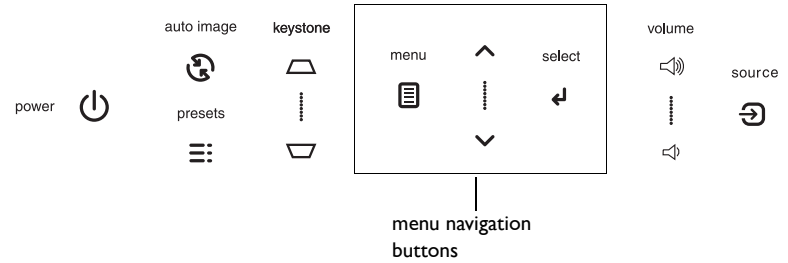 auto image
keystone
menu
select
volume
source
power
presets
menu navigation
buttons